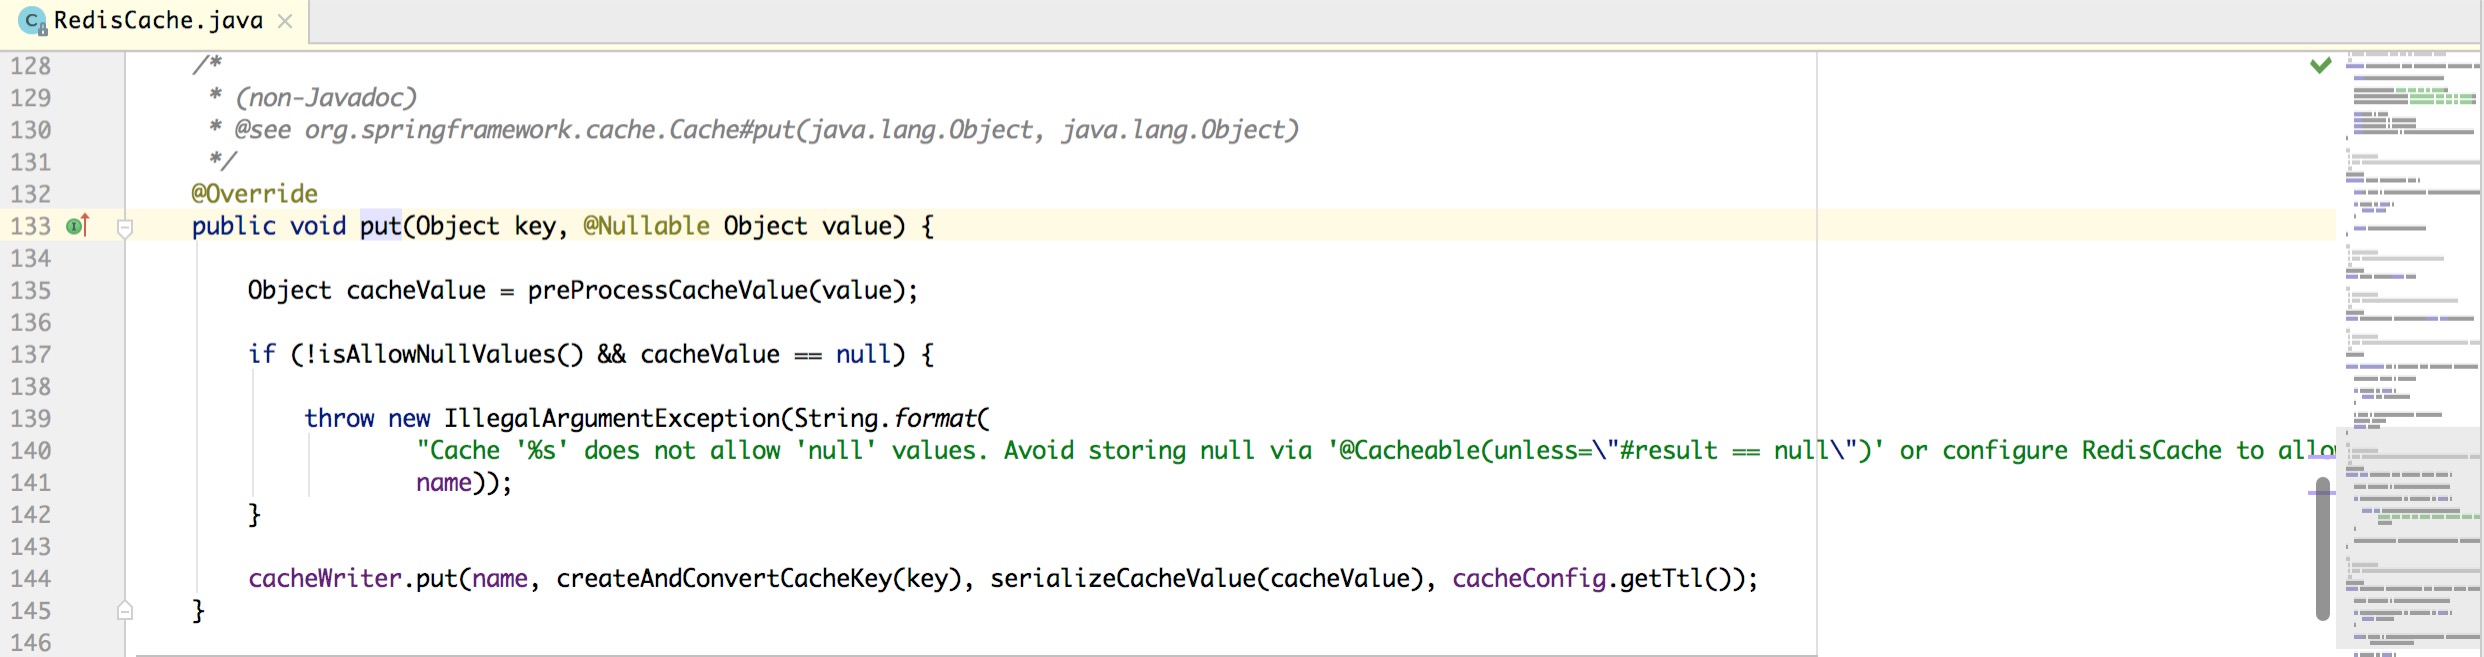 RedisCache.java
128 /*
129 * (non-Javadoc)
130 * @see org.springframework.cache.Cache#put(java.lang.Object, java.lang.Object)
131 */
132 @Override
133 public void put(Object key, @Nullable Object value) {
134
135 Object cacheValue = preProcessCacheValue(value);
136
137 if (!isAllowNullValues() && cacheValue == null) {
138
139 throw new IllegalArgumentException(String.format(
140 "Cache '%s' does not allow 'null' values. Avoid storing null via '@Cacheable(unless=\"#result == null\")' or configure RedisCache to allo
141 name));
142 }
143
144 cacheWriter.put(name, createAndConvertCacheKey(key), serializeCacheValue(cacheValue), cacheConfig.getTtl());
145 }
146